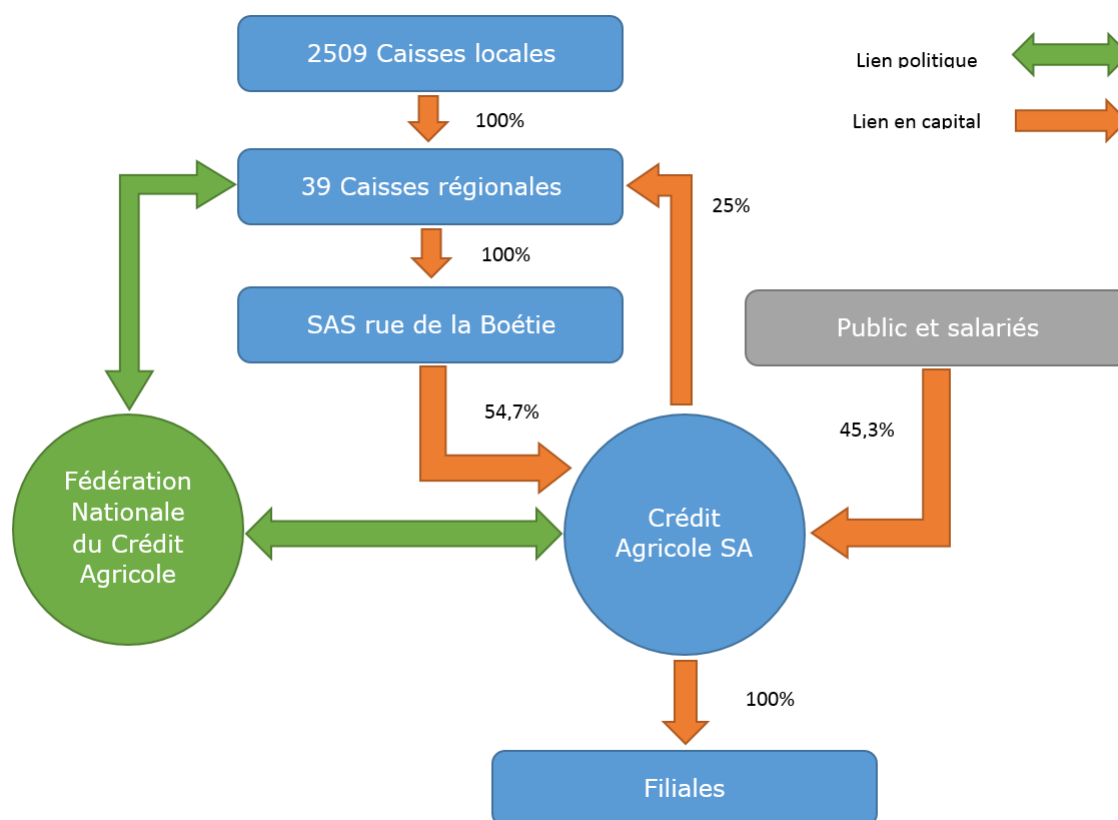 2509 Caisses locales
Lien politique
100%
Lien en capital
39 Caisses régionales
25%
100%
SAS rue de la Boétie
Public et salariés
54,7%
45,3%
Fédération
Nationale
du Crédit
Agricole
Crédit
Agricole SA
100%
Filiales